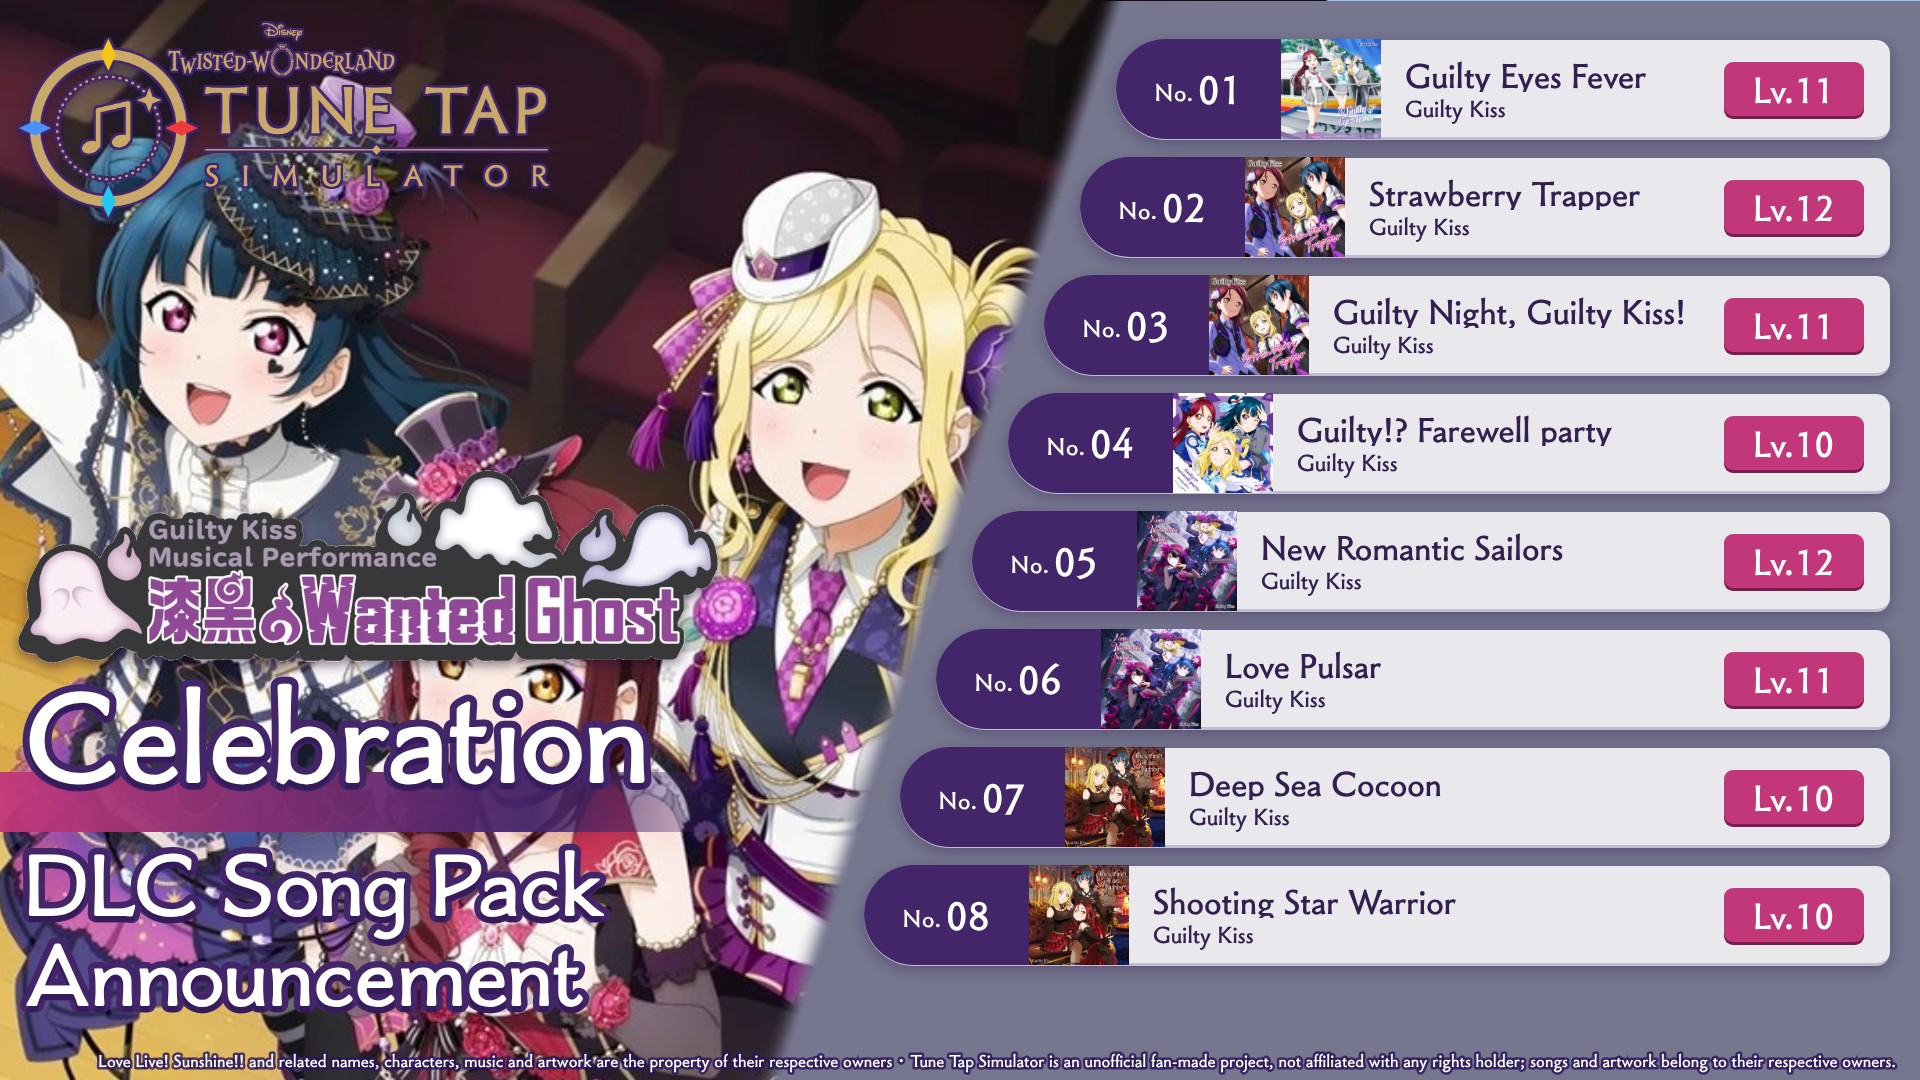 Disney
TWISTED-WONDERLAND
TUNE TAP
SIMULATOR
Guilty Kiss
Musical Performance
漆黒のWanted Ghost
Celebration
DLC Song Pack
Announcement
No. 01
Guilty Eyes Fever
Guilty Kiss
Lv.11
No. 02
Strawberry Trapper
Guilty Kiss
Lv.12
No. 03
Guilty Night, Guilty Kiss!
Guilty Kiss
Lv.11
No. 04
Guilty!? Farewell party
Guilty Kiss
Lv.10
No. 05
New Romantic Sailors
Guilty Kiss
Lv.12
No. 06
Love Pulsar
Guilty Kiss
Lv.11
No. 07
Deep Sea Cocoon
Guilty Kiss
Lv.10
No. 08
Shooting Star Warrior
Guilty Kiss
Lv.10
Love Live! Sunshine!! and related names, characters, music and artwork are the property of their respective owners • Tune Tap Simulator is an unofficial fan-made project, not affiliated with any rights holder; songs and artwork belong to their respective owners.